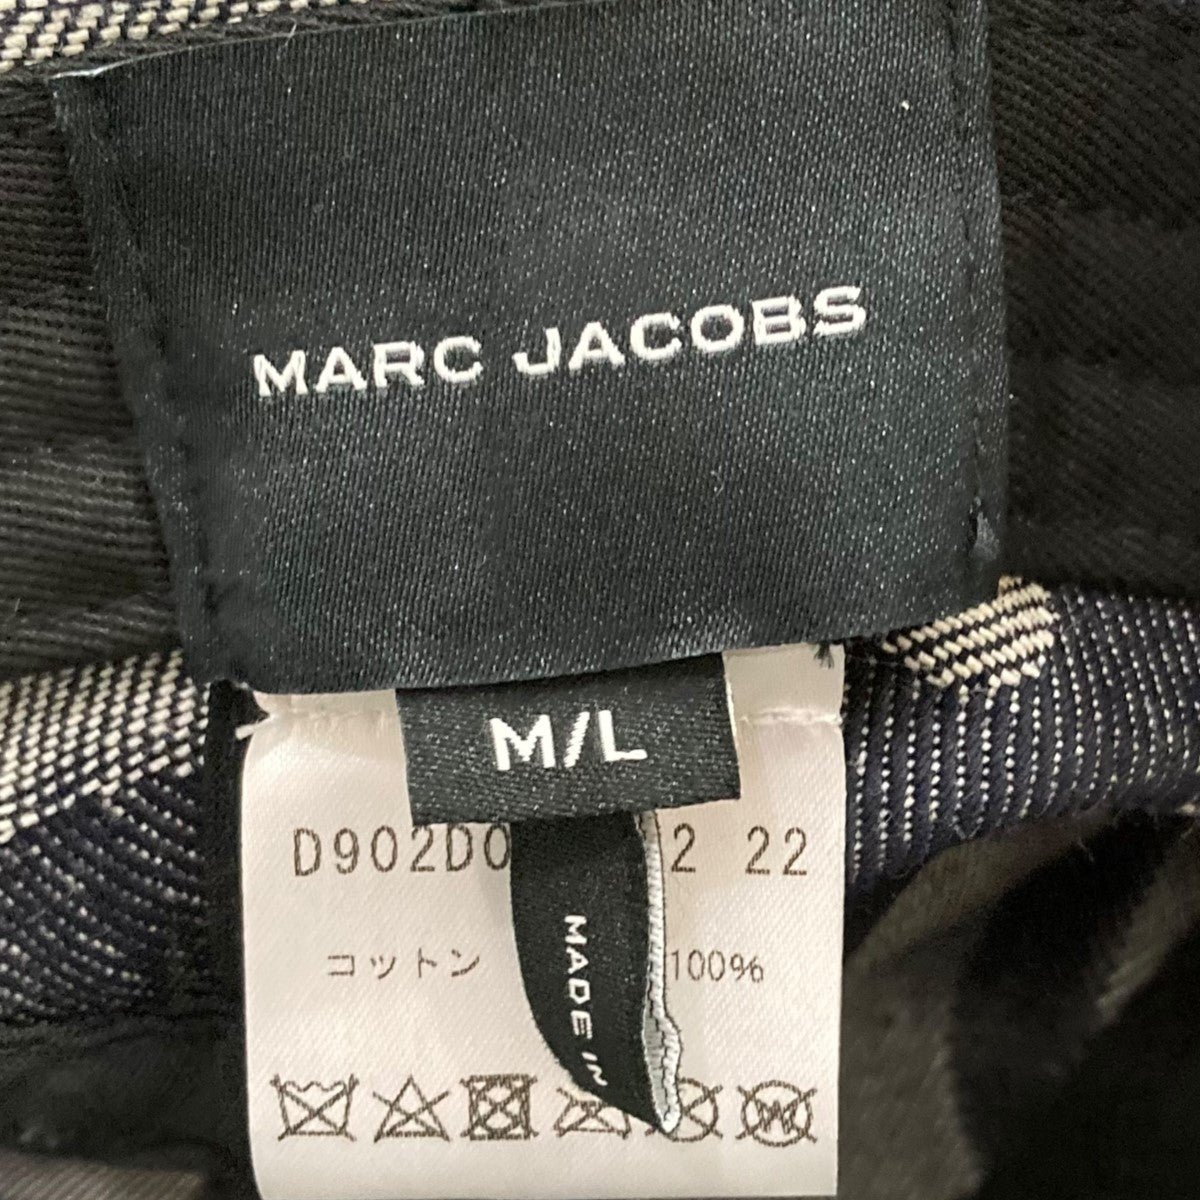 MARC JACOBS
M/L
D902D0 2 22
コットン 100%
MADE IN
W